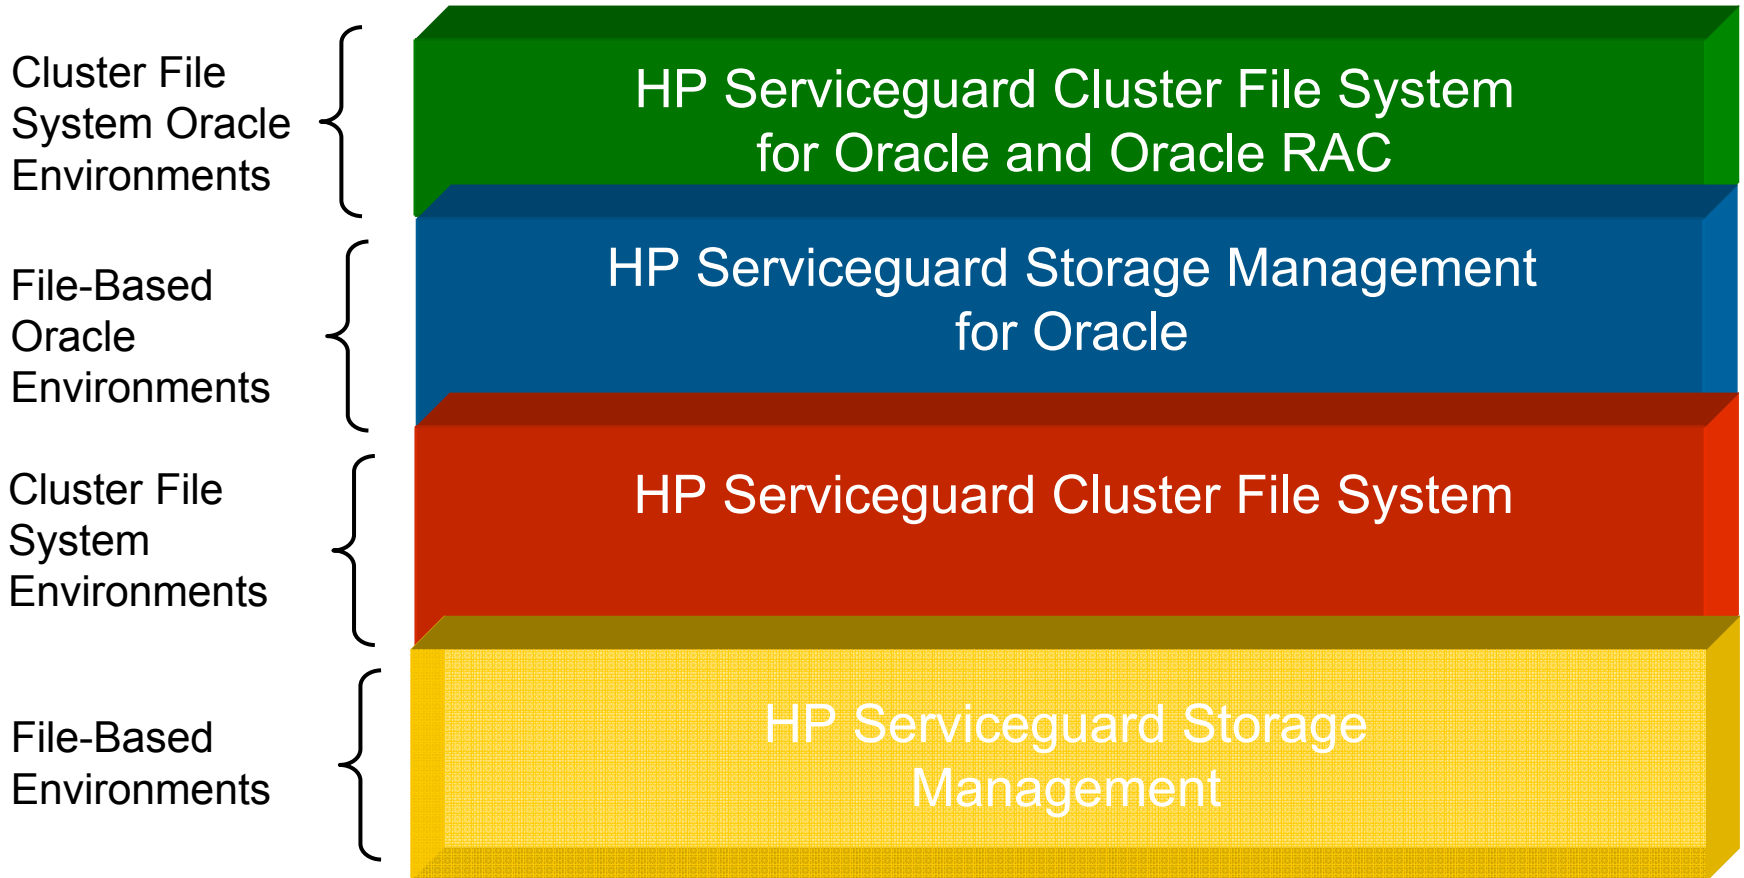 Cluster File
System Oracle
Environments
HP Serviceguard Cluster File System
for Oracle and Oracle RAC
File-Based
Oracle
Environments
HP Serviceguard Storage Management
for Oracle
Cluster File
System
Environments
HP Serviceguard Cluster File System
File-Based
Environments
HP Serviceguard Storage
Management